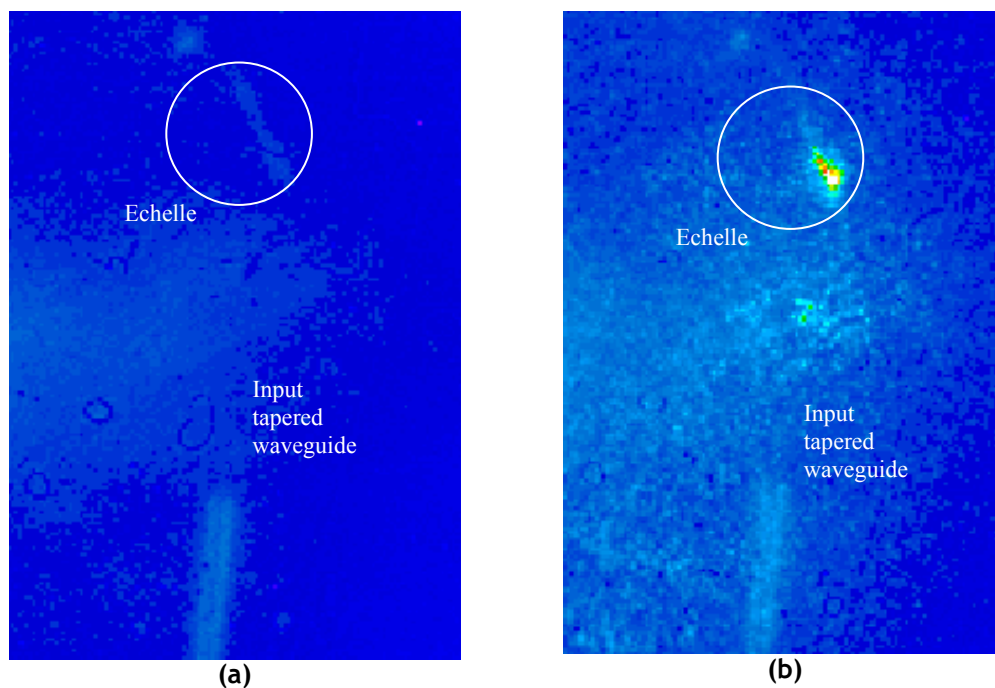 Echelle
Input
tapered
waveguide
(a)
Echelle
Input
tapered
waveguide
(b)